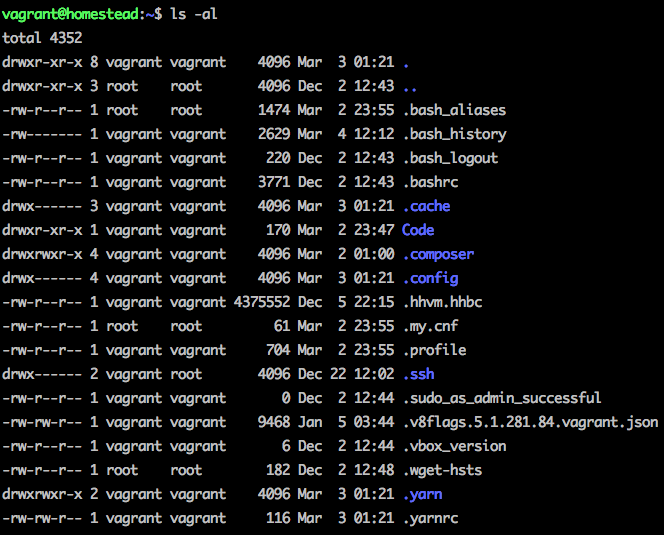 vagrant@homestead:~$ ls -al
total 4352
drwxr-xr-x 8 vagrant vagrant    4096 Mar  3 01:21 .
drwxr-xr-x 3 root    root       4096 Dec  2 12:43 ..
-rw-r--r-- 1 root    root       1474 Mar  2 23:55 .bash_aliases
-rw------- 1 vagrant vagrant    2629 Mar  4 12:12 .bash_history
-rw-r--r-- 1 vagrant vagrant     220 Dec  2 12:43 .bash_logout
-rw-r--r-- 1 vagrant vagrant    3771 Dec  2 12:43 .bashrc
drwx------ 3 vagrant vagrant    4096 Mar  3 01:21 .cache
drwxr-xr-x 1 vagrant vagrant     170 Mar  2 23:47 Code
drwxrwxr-x 4 vagrant vagrant    4096 Mar  2 01:00 .composer
drwx------ 4 vagrant vagrant    4096 Mar  3 01:21 .config
-rw-r--r-- 1 vagrant vagrant 4375552 Dec  5 22:15 .hhvm.hhbc
-rw-r--r-- 1 root    root         61 Mar  2 23:55 .my.cnf
-rw-r--r-- 1 vagrant vagrant     704 Mar  2 23:55 .profile
drwx------ 2 vagrant root       4096 Dec 22 12:02 .ssh
-rw-r--r-- 1 vagrant vagrant       0 Dec  2 12:44 .sudo_as_admin_successful
-rw-rw-r-- 1 vagrant vagrant    9468 Jan  5 03:44 .v8flags.5.1.281.84.vagrant.json
-rw-r--r-- 1 vagrant vagrant       6 Dec  2 12:44 .vbox_version
-rw-r--r-- 1 root    root        182 Dec  2 12:48 .wget-hsts
drwxrwxr-x 2 vagrant vagrant    4096 Mar  3 01:21 .yarn
-rw-rw-r-- 1 vagrant vagrant     116 Mar  3 01:21 .yarnrc